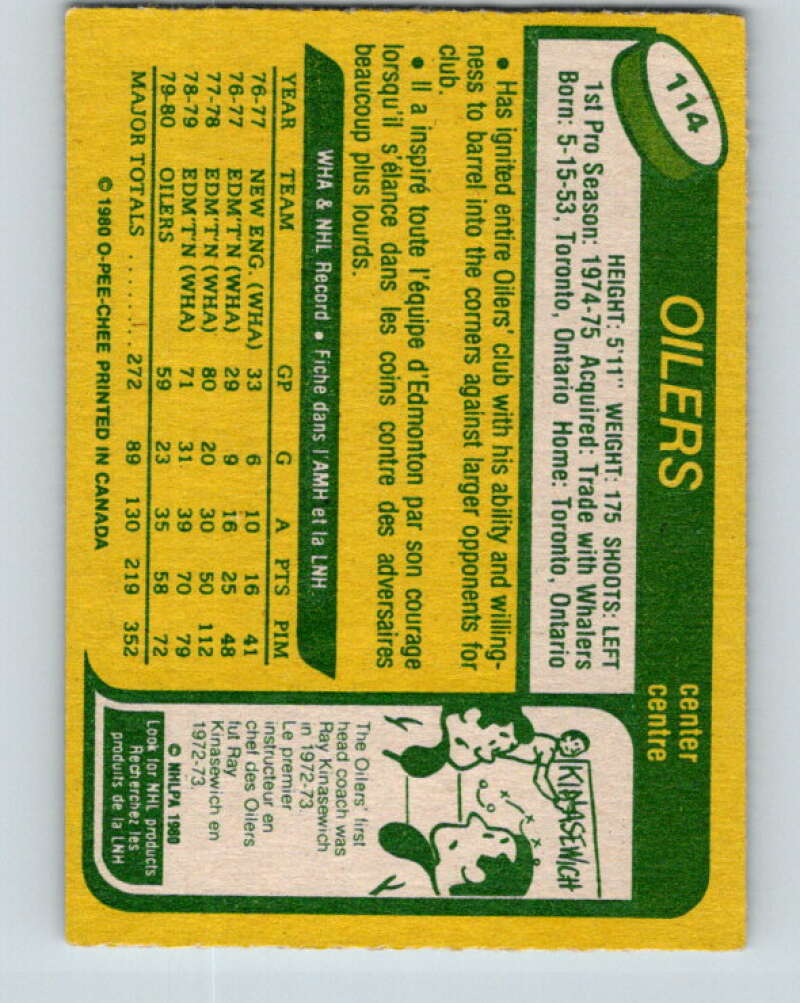 114
OILERS
center
centre
HEIGHT: 5'11" WEIGHT: 175 SHOOTS: LEFT
1st Pro Season: 1974-75 Acquired: Trade with Whalers
Born: 5-15-53, Toronto, Ontario Home: Toronto, Ontario
• Has ignited entire Oilers' club with his ability and willing-
ness to barrel into the corners against larger opponents for
club.
• Il a inspiré toute l'équipe d'Edmonton par son courage
lorsqu'il s'élance dans les coins contre des adversaires
beaucoup plus lourds.
WHA & NHL Record • Fiche dans l'AMH et la LNH
YEAR TEAM GP G A PTS PIM
76-77 NEW ENG. (WHA) 33 6 10 16 41
76-77 EDM'T'N (WHA) 29 9 16 25 48
77-78 EDM'T'N (WHA) 80 20 30 50 112
78-79 EDM'T'N (WHA) 71 31 39 70 79
79-80 OILERS 59 23 35 58 72
MAJOR TOTALS ........ 272 89 130 219 352
© 1980 O-PEE-CHEE PRINTED IN CANADA
KINASEWICH
The Oilers' first
head coach was
Ray Kinasewich
in 1972-73.
Le premier
instructeur en
chef des Oilers
fut Ray
Kinasewich en
1972-73.
© NHLPA 1980
Look for NHL products
Recherchez les
produits de la LNH